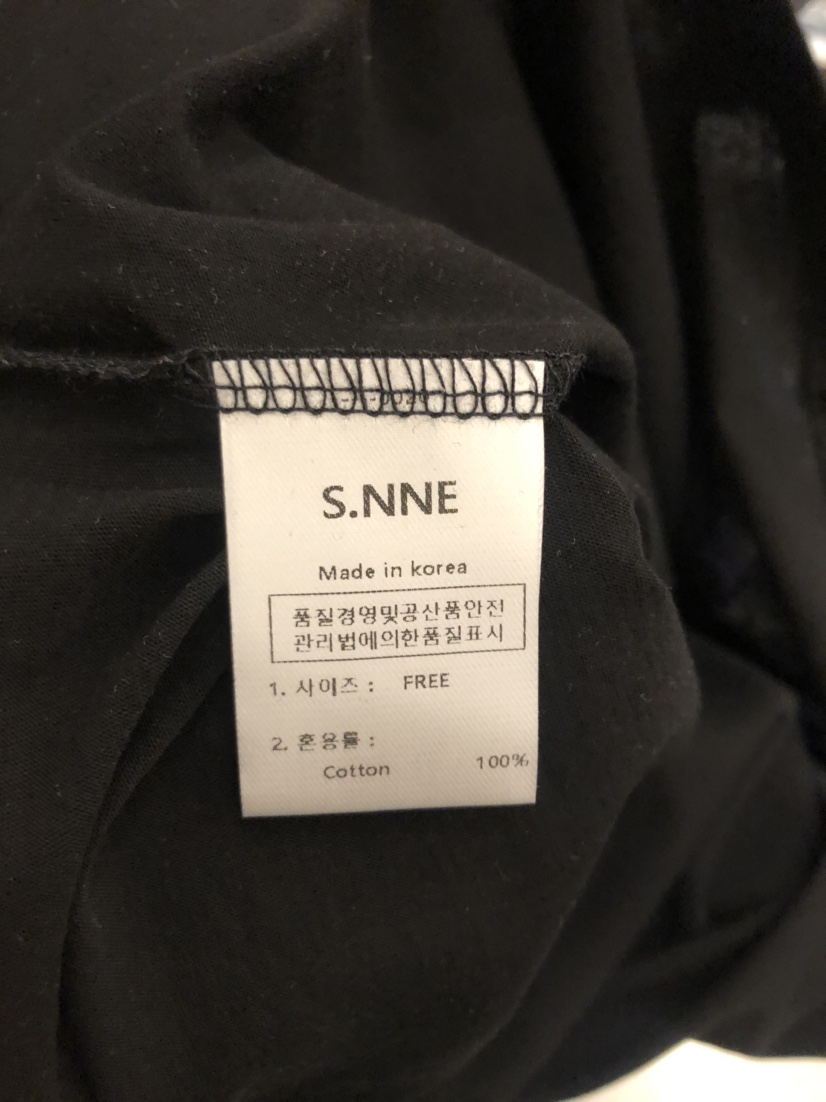 S.NNE
Made in korea
품질경영및공산품안전
관리법에의한품질표시
1. 사이즈 : FREE
2. 혼용률 :
Cotton 100%